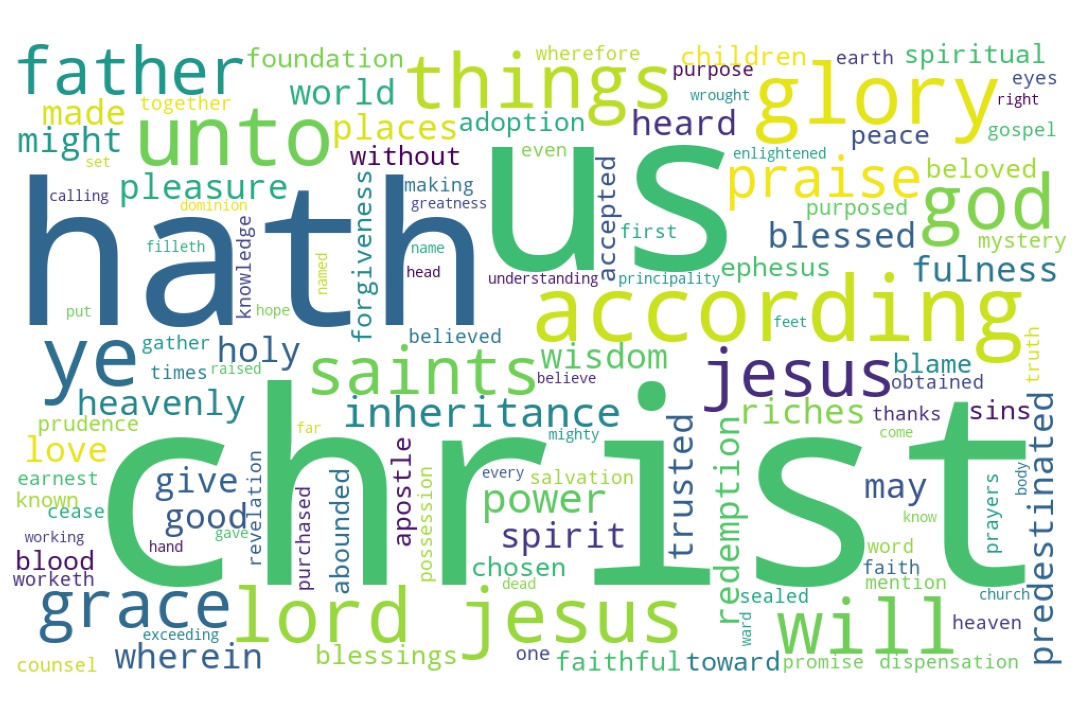 father
foundation
things
wherefore
children
earth
spiritual
made
together
world
purpose
glory
eyes
might
unto
places
adoption
wrought
heard
right
set
without
even
us
enlightened
peace
gospel
calling
pleasure
making
accepted
praise
beloved
dominion
greatness
first
purposed
god
hath
filleth
knowledge
named
forgiveness
name
head
understanding
principality
blessed
mystery
put
hope
ephesus
fulness
believed
according
feet
ye
gather
holy
times
raised
saints
wisdom
believe
jesus
blame
obtained
truth
heavenly
inheritance
riches
thanks
sins
prudence
far
mighty
come
love
christ
earnest
known
cease
give
good
gave
revelation
purchased
abounded
apostle
possession
every
salvation
power
spirit
trusted
redemption
may
know
prayers
body
predestinated
working
hand
blood
worketh
chosen
dead
word
faith
mention
church
grace
lord jesus
sealed
ward
will
heaven
exceeding
counsel
wherein
blessings
one
faithful
toward
promise
dispensation